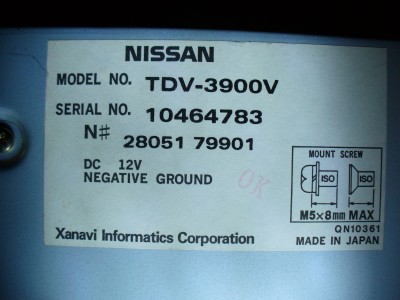 NISSAN
MODEL NO. TDV-3900V
SERIAL NO. 10464783
N# 28051 79901
DC 12V
NEGATIVE GROUND
OK
MOUNT SCREW
ISO ISO
M5×8mm MAX
QN10361
Xanavi Informatics Corporation MADE IN JAPAN